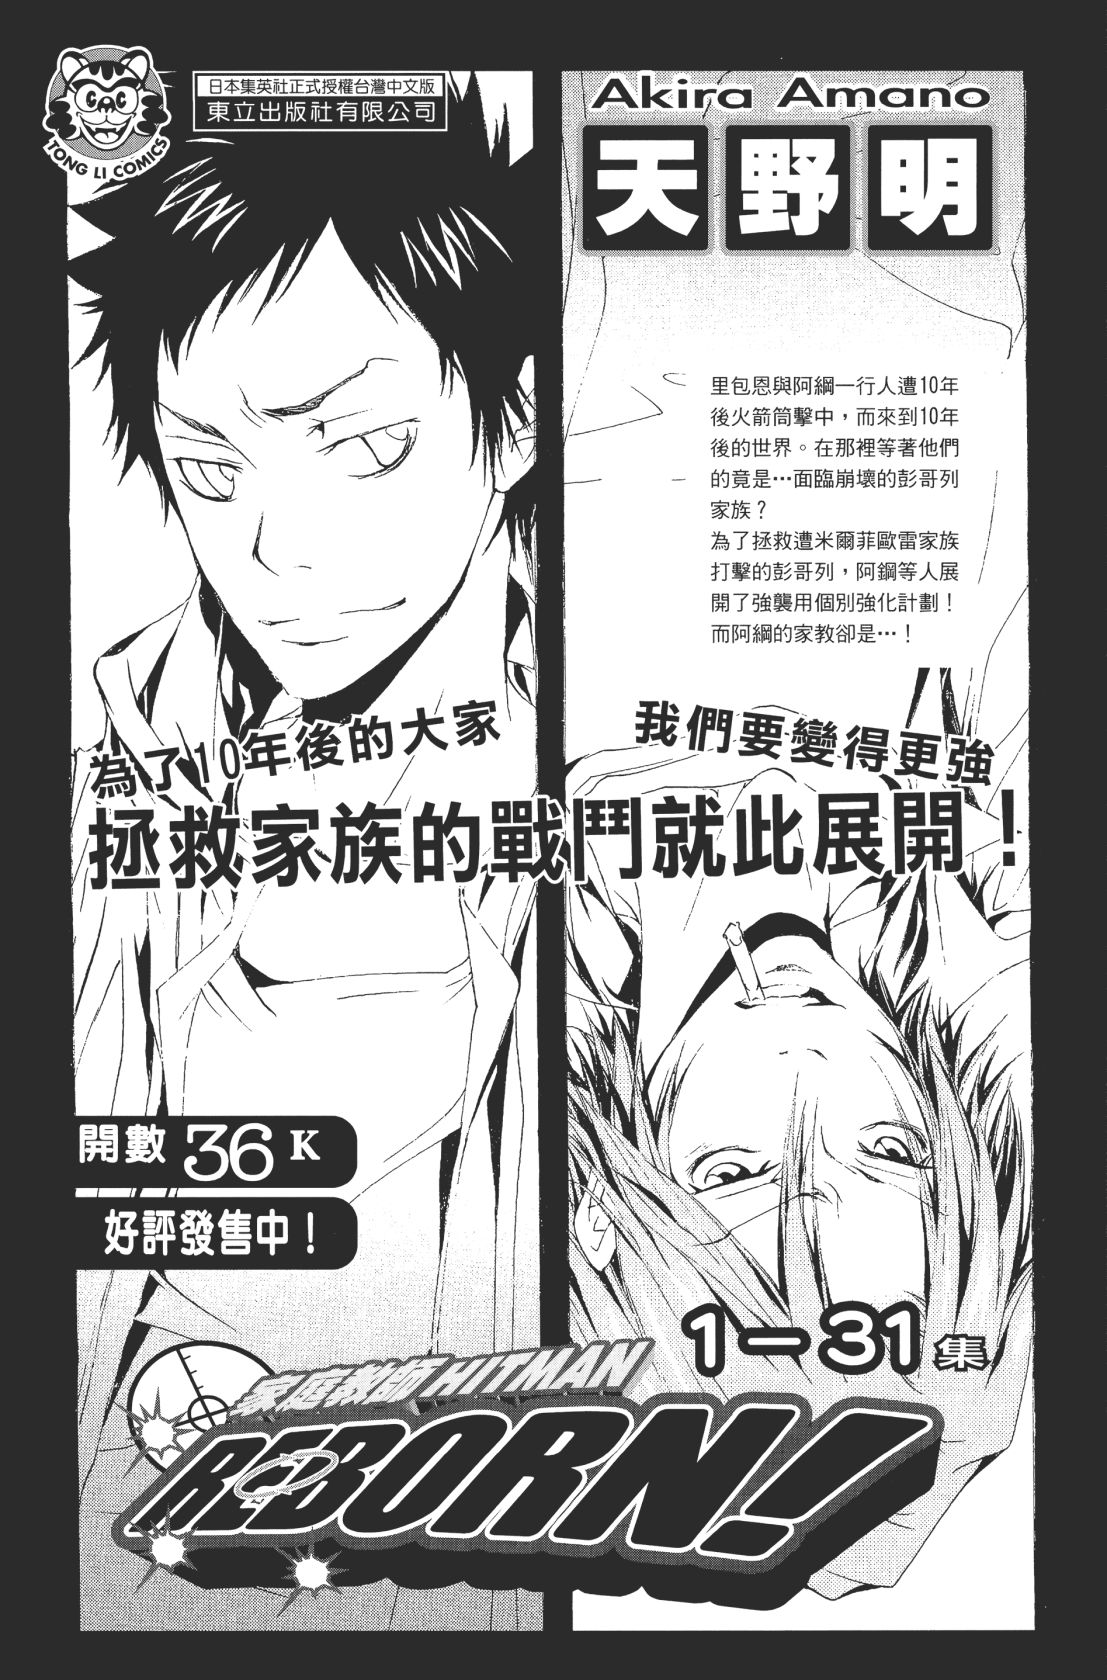 TONG LI COMICS
日本集英社正式授權台灣中文版
東立出版社有限公司
Akira Amano
天野明
里包恩與阿綱一行人遭10年
後火箭筒擊中，而來到10年
後的世界。在那裡等著他們
的竟是…面臨崩壞的彭哥列
家族？
為了拯救遭米爾菲歐雷家族
打擊的彭哥列，阿鋼等人展
開了強襲用個別強化計劃！
而阿綱的家教卻是…！
為了10年後的大家
我們要變得更強
拯救家族的戰鬥就此展開！
開數 36 K
好評發售中！
1－31集
家庭教師HITMAN
REBORN!